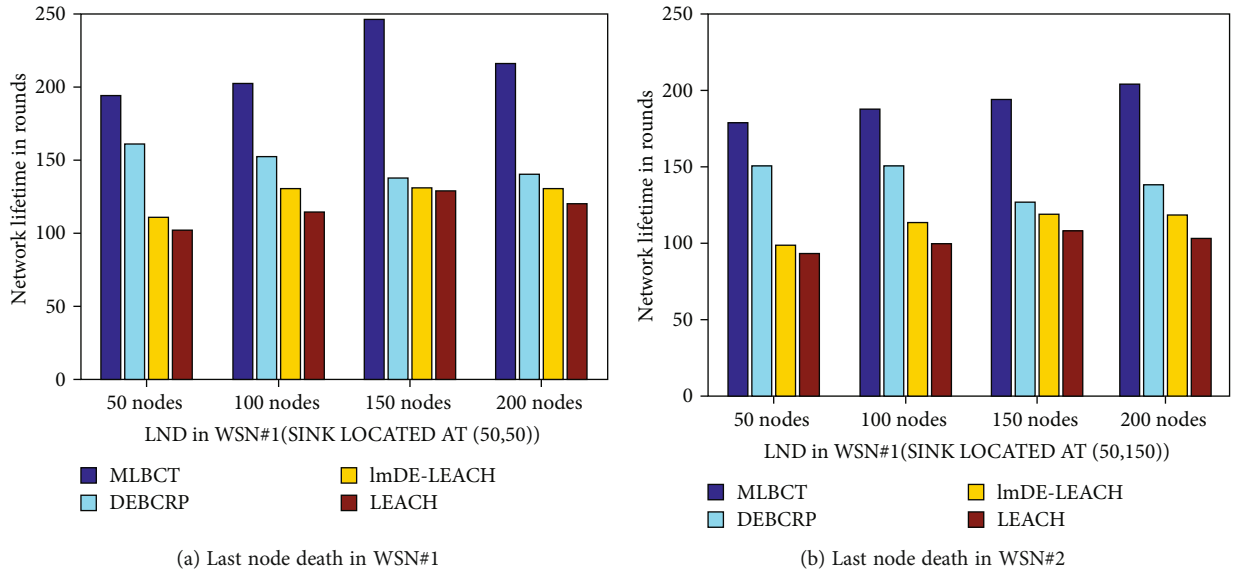 250
200
150
100
50
0
Network lifetime in rounds
50 nodes 100 nodes 150 nodes 200 nodes
LND in WSN#1(SINK LOCATED AT (50,50))
MLBCT lmDE-LEACH
DEBCRP LEACH
(a) Last node death in WSN#1
250
200
150
100
50
0
Network lifetime in rounds
50 nodes 100 nodes 150 nodes 200 nodes
LND in WSN#1(SINK LOCATED AT (50,150))
MLBCT lmDE-LEACH
DEBCRP LEACH
(b) Last node death in WSN#2